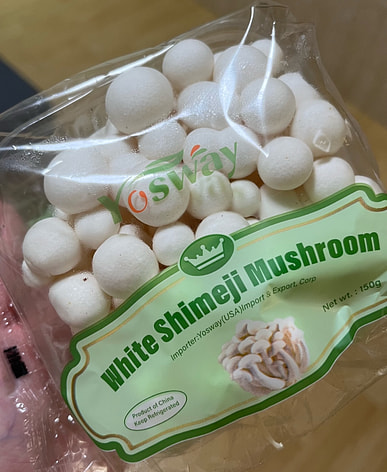 Yosway
White Shimeji Mushroom
Importer:Yosway(USA)Import & Export, Corp
Net wt. : 150g
Product of China
Keep Refrigerated